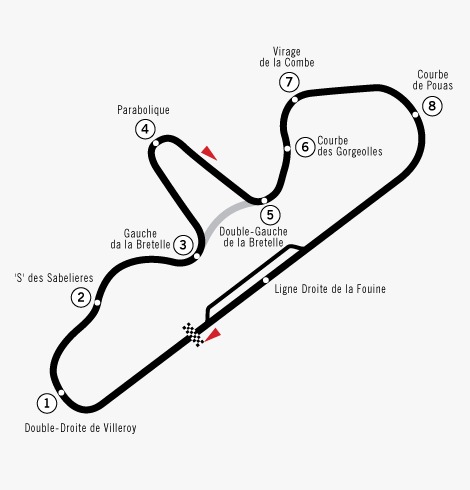 Virage
de la Combe
7
Courbe
de Pouas
8
Parabolique
4
6
Courbe
des Gorgeolles
5
Double-Gauche
de la Bretelle
Gauche
da la Bretelle
3
'S' des Sabelieres
2
Ligne Droite de la Fouine
1
Double-Droite de Villeroy